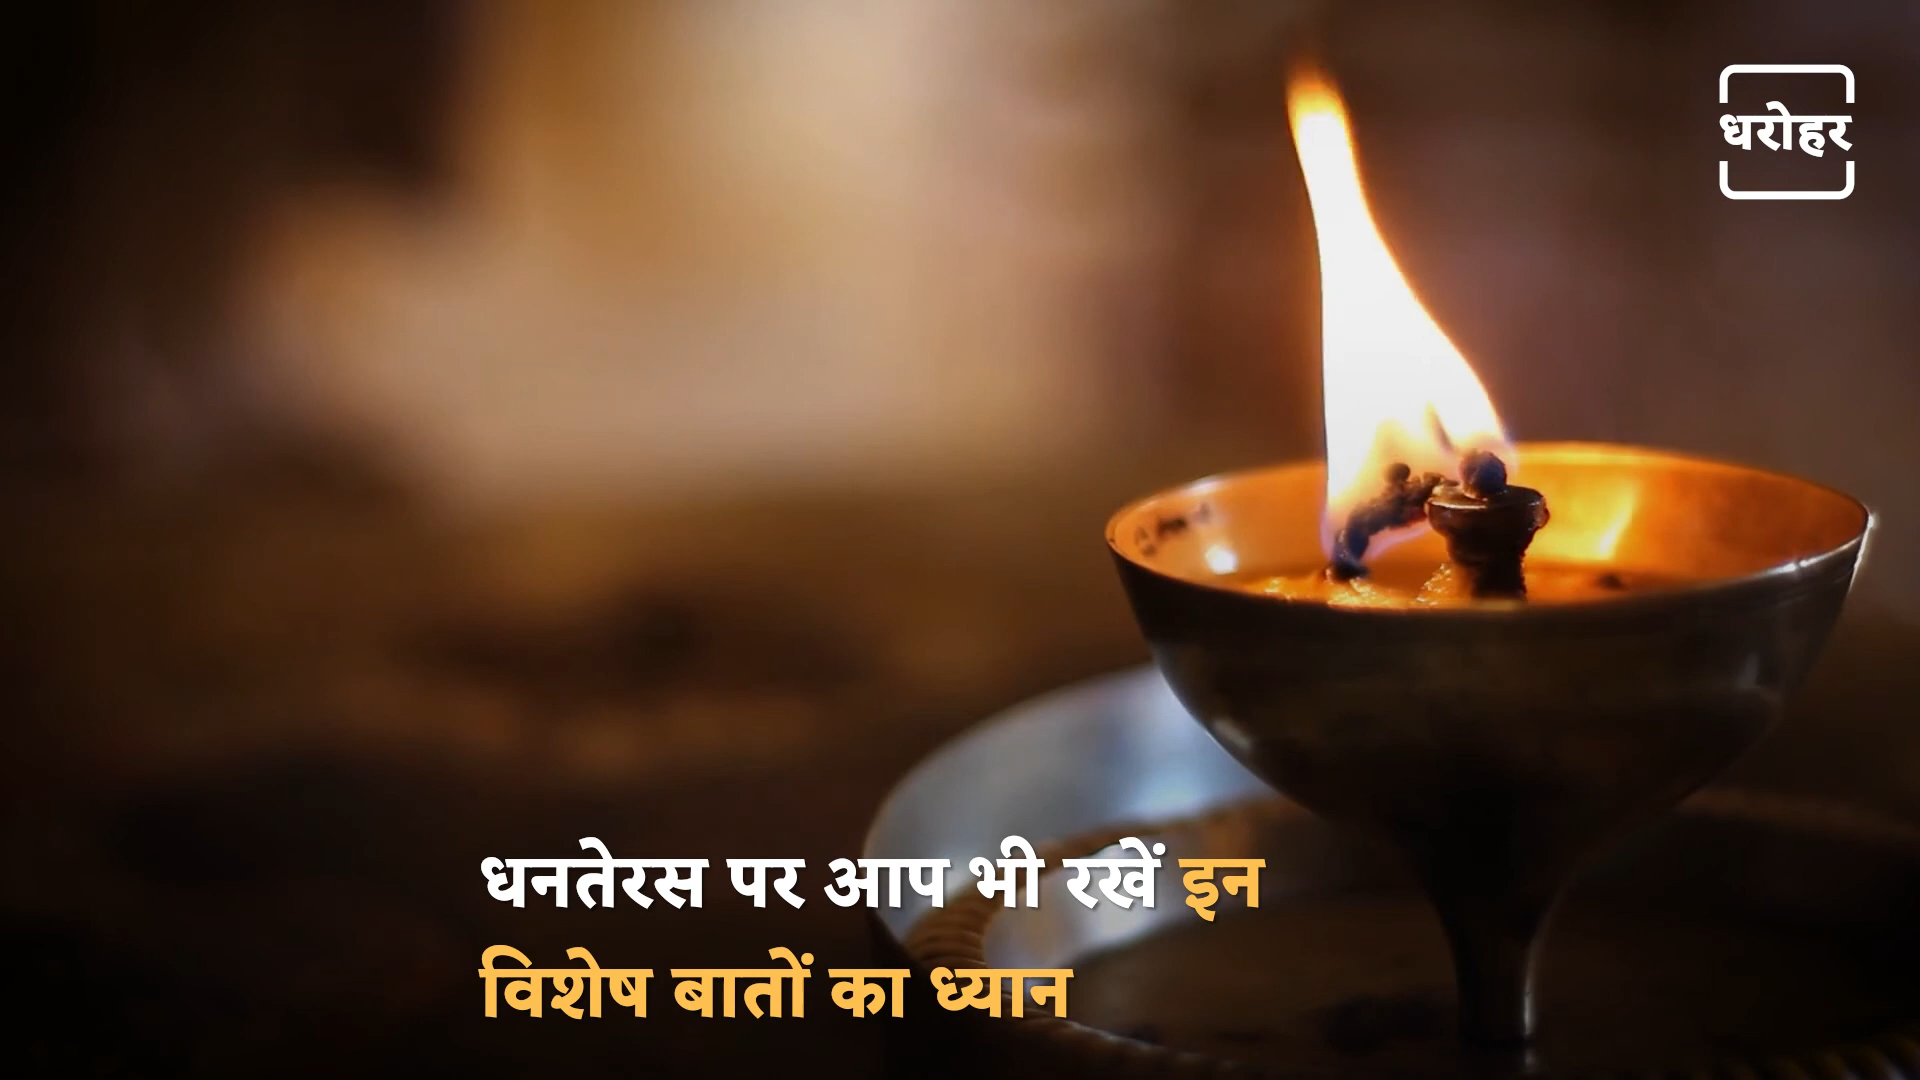 धरोहर
धनतेरस पर आप भी रखें इन
विशेष बातों का ध्यान